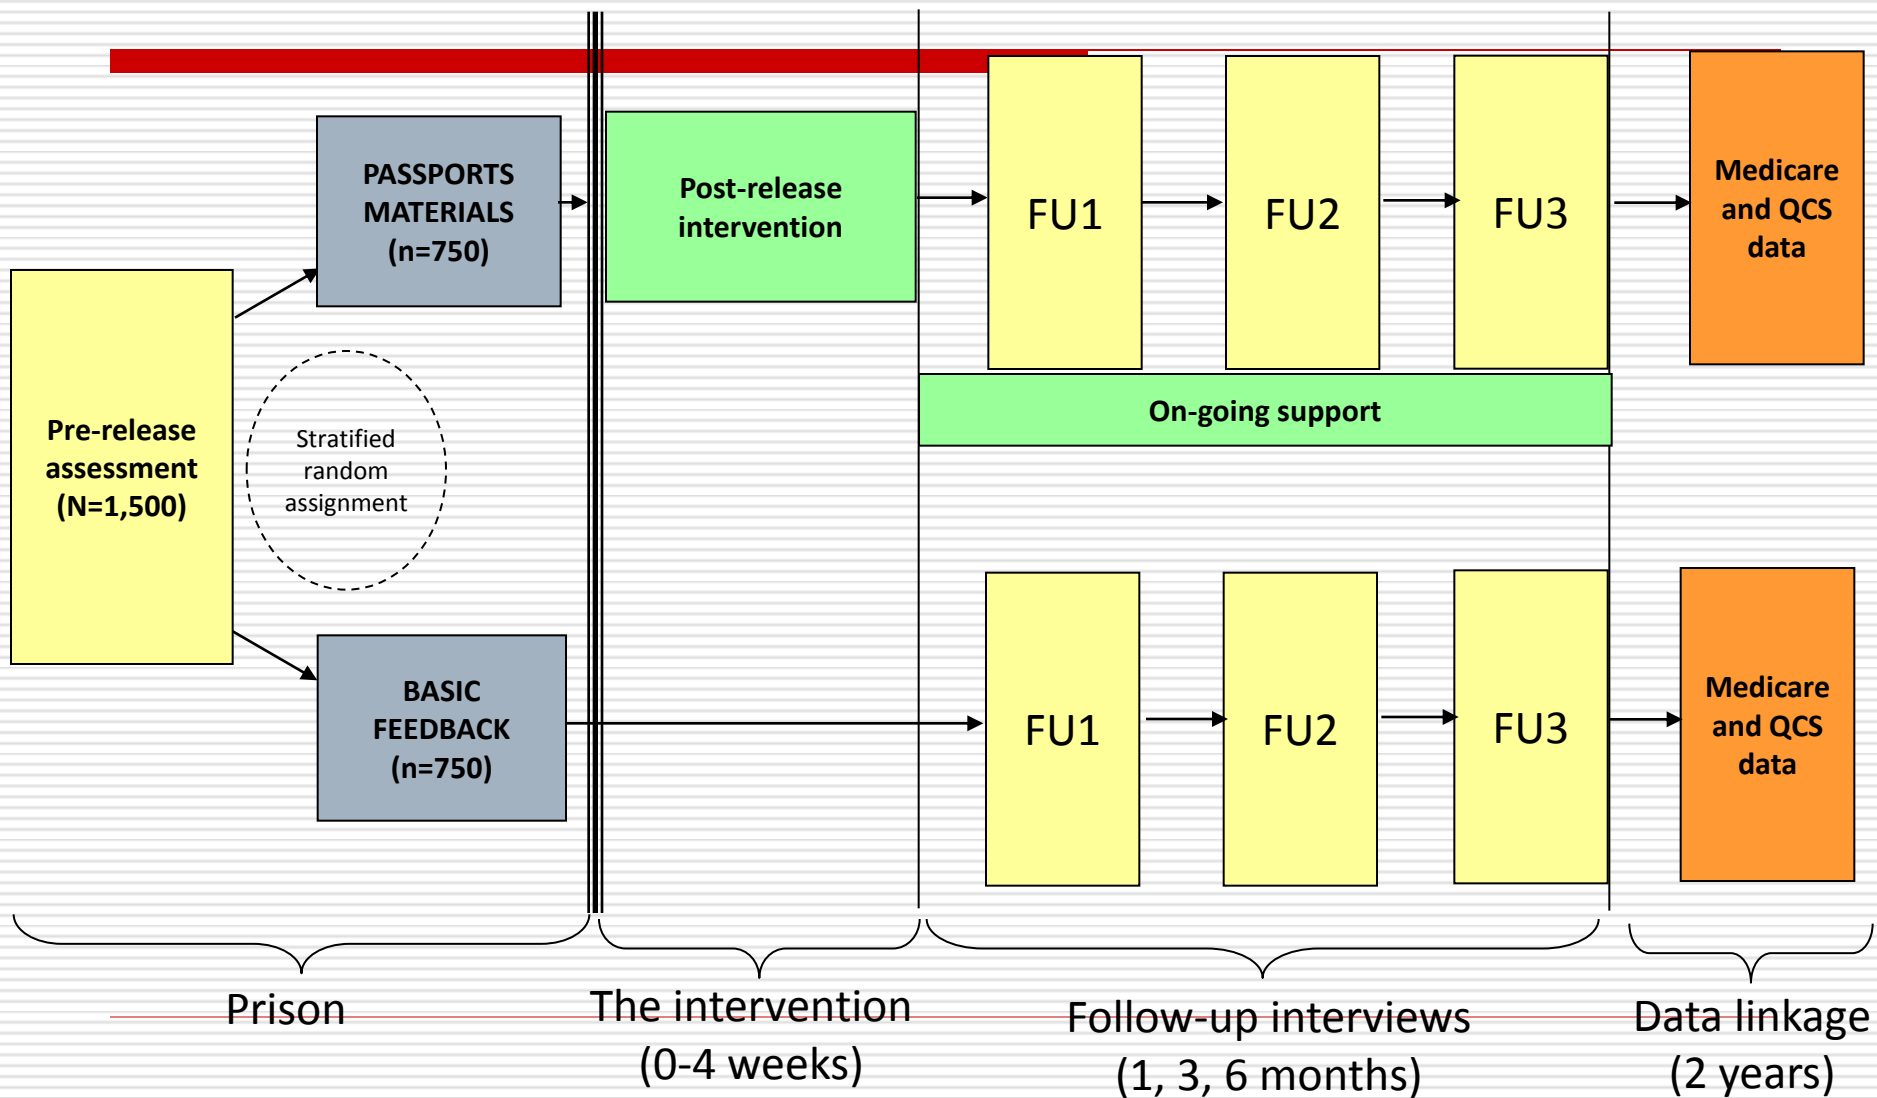 PASSPORTS
MATERIALS
(n=750)
Post-release
intervention
FU1
FU2
FU3
Medicare
and QCS
data
On-going support
Pre-release
assessment
(N=1,500)
Stratified
random
assignment
BASIC
FEEDBACK
(n=750)
FU1
FU2
FU3
Medicare
and QCS
data
Prison
The intervention
(0-4 weeks)
Follow-up interviews
(1, 3, 6 months)
Data linkage
(2 years)